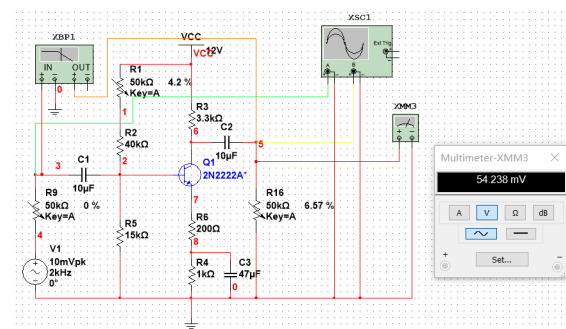 XBP1
IN OUT
0
VCC
VCC
12V
XSC1
Ext Trig
A
B
R1
50kΩ 4.2 %
Key=A
1
R3
3.3kΩ
6
C2
10µF
5
XMM3
R2
40kΩ
2
3
C1
10µF
Q1
2N2222A*
Multimeter-XMM3
54.238 mV
A V Ω dB
+ Set... −
R9
50kΩ 0 %
Key=A
4
R16
50kΩ 6.57 %
Key=A
7
R5
15kΩ
R6
200Ω
8
V1
10mVpk
2kHz
0°
R4
1kΩ
C3
47µF
0